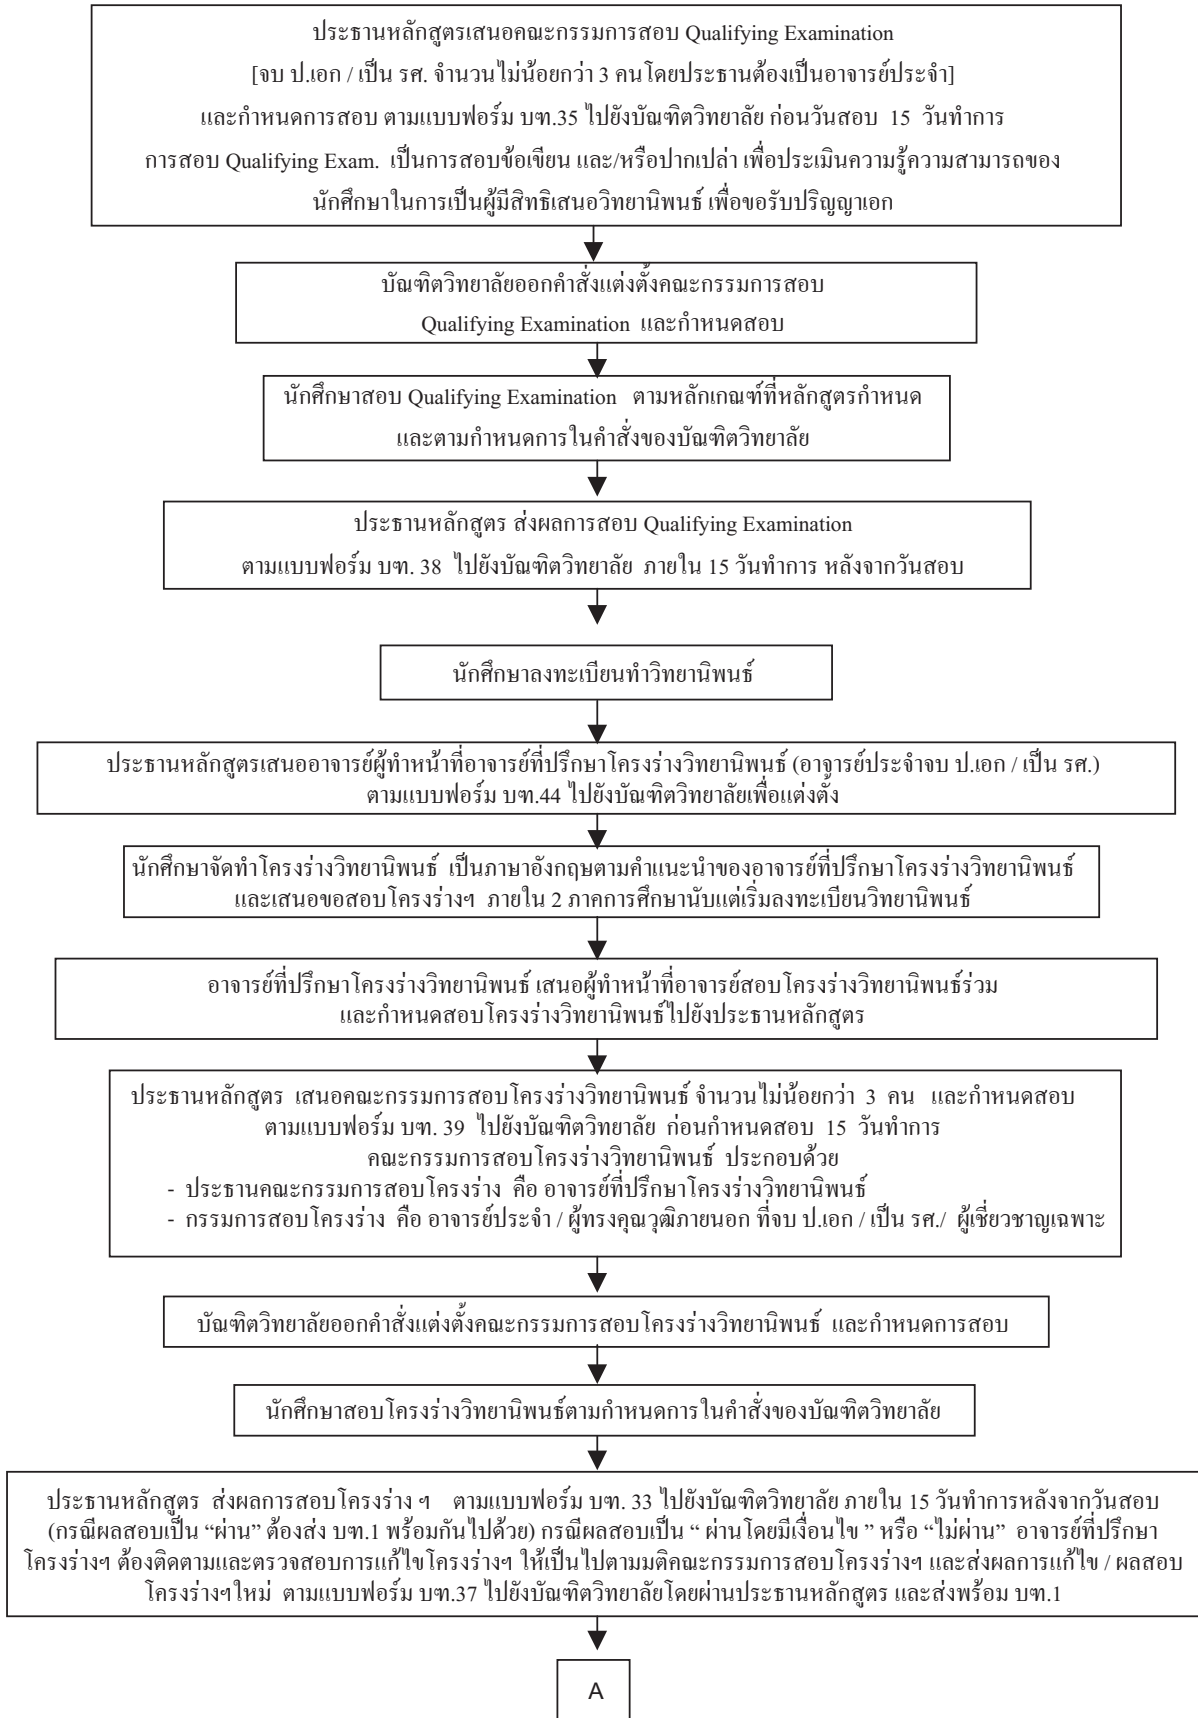 ประธานหลักสูตรเสนอคณะกรรมการสอบ Qualifying Examination
[จบ ป.เอก / เป็น รศ. จำนวนไม่น้อยกว่า 3 คนโดยประธานต้องเป็นอาจารย์ประจำ]
และกำหนดการสอบ ตามแบบฟอร์ม บฑ.35 ไปยังบัณฑิตวิทยาลัย ก่อนวันสอบ 15 วันทำการ
การสอบ Qualifying Exam. เป็นการสอบข้อเขียน และ/หรือปากเปล่า เพื่อประเมินความรู้ความสามารถของ
นักศึกษาในการเป็นผู้มีสิทธิเสนอวิทยานิพนธ์ เพื่อขอรับปริญญาเอก
บัณฑิตวิทยาลัยออกคำสั่งแต่งตั้งคณะกรรมการสอบ
Qualifying Examination และกำหนดสอบ
นักศึกษาสอบ Qualifying Examination ตามหลักเกณฑ์ที่หลักสูตรกำหนด
และตามกำหนดการในคำสั่งของบัณฑิตวิทยาลัย
ประธานหลักสูตร ส่งผลการสอบ Qualifying Examination
ตามแบบฟอร์ม บฑ. 38 ไปยังบัณฑิตวิทยาลัย ภายใน 15 วันทำการ หลังจากวันสอบ
นักศึกษาลงทะเบียนทำวิทยานิพนธ์
ประธานหลักสูตรเสนออาจารย์ผู้ทำหน้าที่อาจารย์ที่ปรึกษาโครงร่างวิทยานิพนธ์ (อาจารย์ประจำจบ ป.เอก / เป็น รศ.)
ตามแบบฟอร์ม บฑ.44 ไปยังบัณฑิตวิทยาลัยเพื่อแต่งตั้ง
นักศึกษาจัดทำโครงร่างวิทยานิพนธ์ เป็นภาษาอังกฤษตามคำแนะนำของอาจารย์ที่ปรึกษาโครงร่างวิทยานิพนธ์
และเสนอขอสอบโครงร่างฯ ภายใน 2 ภาคการศึกษานับแต่เริ่มลงทะเบียนวิทยานิพนธ์
อาจารย์ที่ปรึกษาโครงร่างวิทยานิพนธ์ เสนอผู้ทำหน้าที่อาจารย์สอบโครงร่างวิทยานิพนธ์ร่วม
และกำหนดสอบโครงร่างวิทยานิพนธ์ไปยังประธานหลักสูตร
ประธานหลักสูตร เสนอคณะกรรมการสอบโครงร่างวิทยานิพนธ์ จำนวนไม่น้อยกว่า 3 คน และกำหนดสอบ
ตามแบบฟอร์ม บฑ. 39 ไปยังบัณฑิตวิทยาลัย ก่อนกำหนดสอบ 15 วันทำการ
คณะกรรมการสอบโครงร่างวิทยานิพนธ์ ประกอบด้วย
- ประธานคณะกรรมการสอบโครงร่าง คือ อาจารย์ที่ปรึกษาโครงร่างวิทยานิพนธ์
- กรรมการสอบโครงร่าง คือ อาจารย์ประจำ / ผู้ทรงคุณวุฒิภายนอก ที่จบ ป.เอก / เป็น รศ./ ผู้เชี่ยวชาญเฉพาะ
บัณฑิตวิทยาลัยออกคำสั่งแต่งตั้งคณะกรรมการสอบโครงร่างวิทยานิพนธ์ และกำหนดการสอบ
นักศึกษาสอบโครงร่างวิทยานิพนธ์ตามกำหนดการในคำสั่งของบัณฑิตวิทยาลัย
ประธานหลักสูตร ส่งผลการสอบโครงร่าง ฯ ตามแบบฟอร์ม บฑ. 33 ไปยังบัณฑิตวิทยาลัย ภายใน 15 วันทำการหลังจากวันสอบ
(กรณีผลสอบเป็น “ผ่าน” ต้องส่ง บฑ.1 พร้อมกันไปด้วย) กรณีผลสอบเป็น “ ผ่านโดยมีเงื่อนไข ” หรือ “ไม่ผ่าน” อาจารย์ที่ปรึกษา
โครงร่างฯ ต้องติดตามและตรวจสอบการแก้ไขโครงร่างฯ ให้เป็นไปตามมติคณะกรรมการสอบโครงร่างฯ และส่งผลการแก้ไข / ผลสอบ
โครงร่างฯใหม่ ตามแบบฟอร์ม บฑ.37 ไปยังบัณฑิตวิทยาลัยโดยผ่านประธานหลักสูตร และส่งพร้อม บฑ.1
A